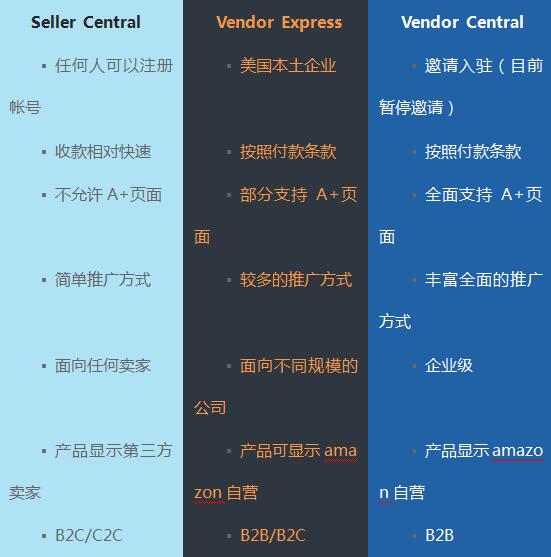 Seller Central
▪ 任何人可以注册
帐号
▪ 收款相对快速
▪ 不允许 A+页面
▪ 简单推广方式
▪ 面向任何卖家
▪ 产品显示第三方
卖家
▪ B2C/C2C
Vendor Express
▪ 美国本土企业
▪ 按照付款条款
▪ 部分支持 A+页
面
▪ 较多的推广方式
▪ 面向不同规模的
公司
▪ 产品可显示 ama
zon 自营
▪ B2B/B2C
Vendor Central
▪ 邀请入驻（目前
暂停邀请）
▪ 按照付款条款
▪ 全面支持 A+页
面
▪ 丰富全面的推广
方式
▪ 企业级
▪ 产品显示 amazo
n 自营
▪ B2B